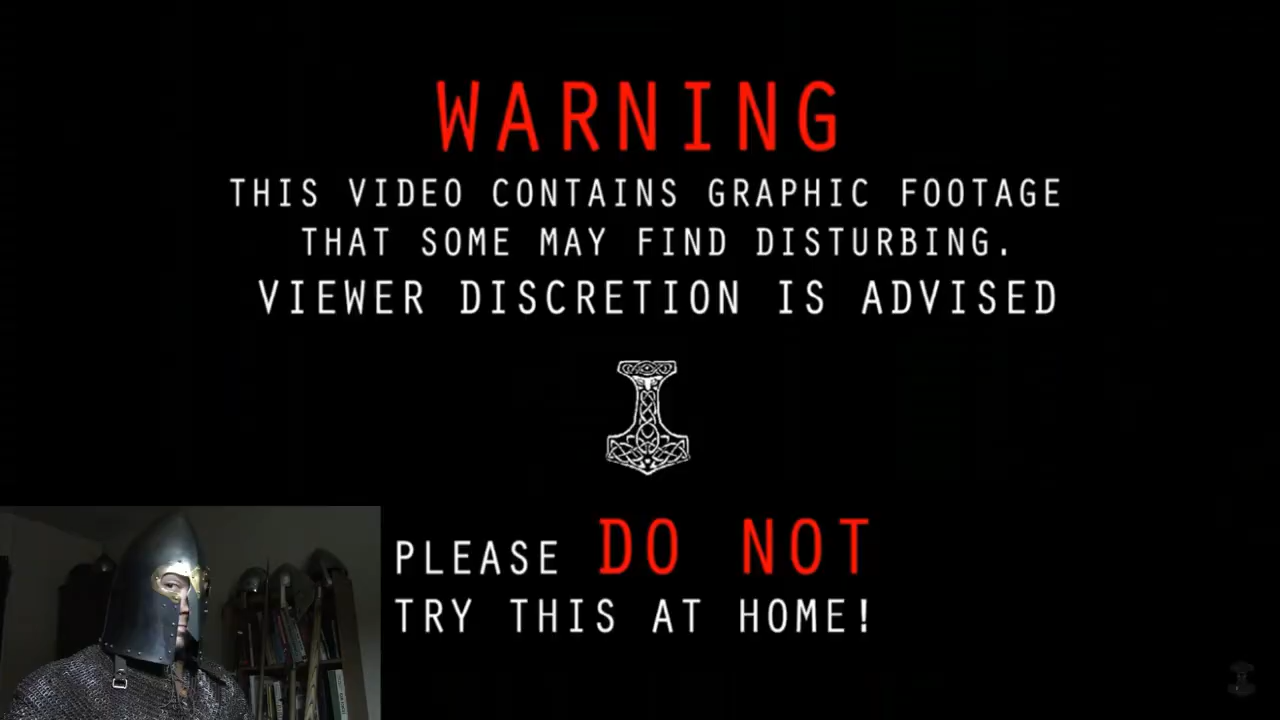 WARNING
THIS VIDEO CONTAINS GRAPHIC FOOTAGE
THAT SOME MAY FIND DISTURBING.
VIEWER DISCRETION IS ADVISED
PLEASE DO NOT
TRY THIS AT HOME!